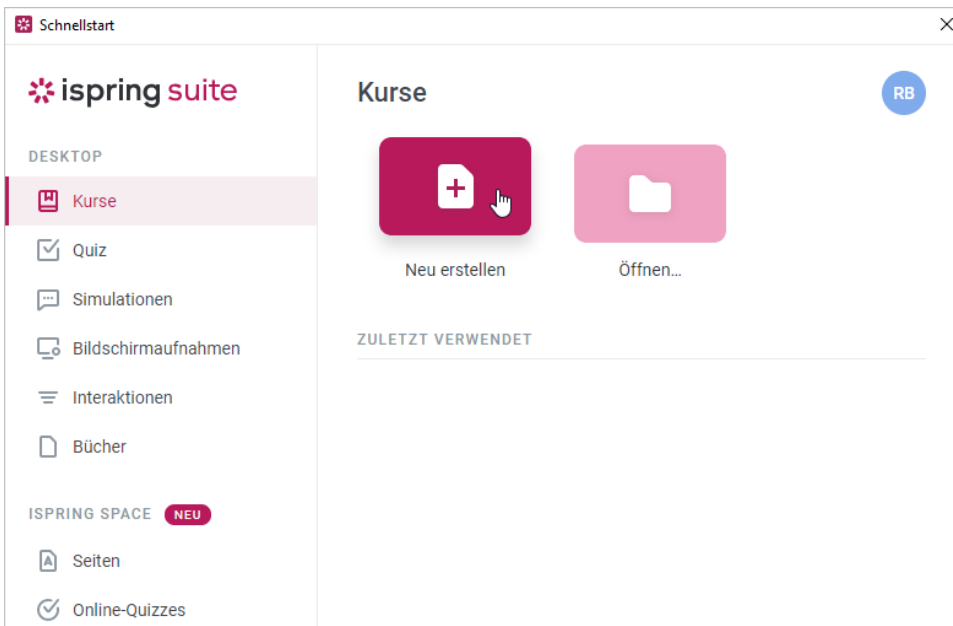 Schnellstart
ispring suite
DESKTOP
Kurse
Quiz
Simulationen
Bildschirmaufnahmen
Interaktionen
Bücher
ISPRING SPACE NEU
Seiten
Online-Quizzes
Kurse
RB
Neu erstellen
Öffnen...
ZULETZT VERWENDET